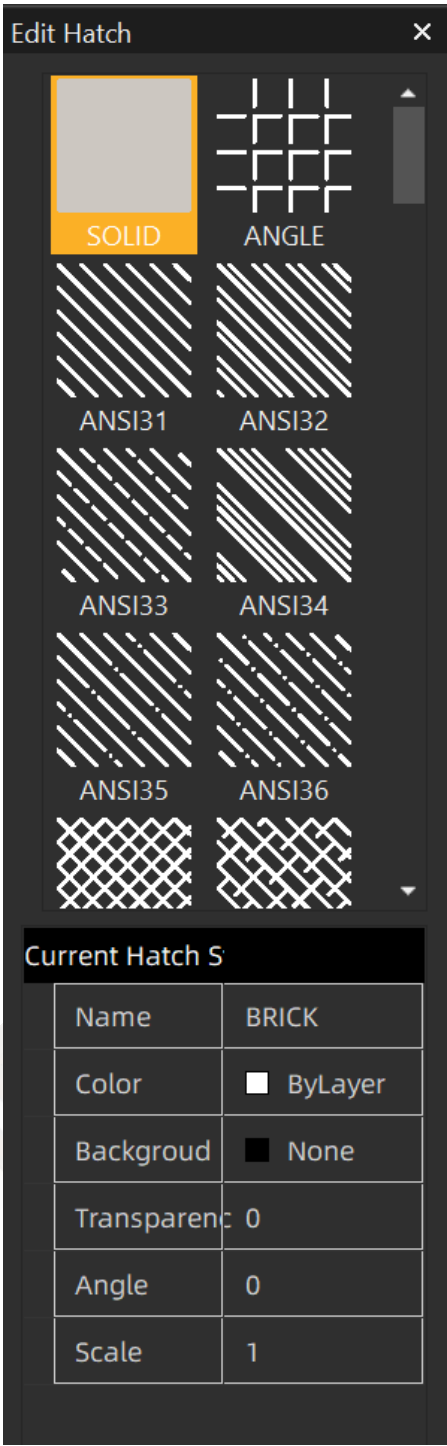 Edit Hatch
SOLID ANGLE
ANSI31 ANSI32
ANSI33 ANSI34
ANSI35 ANSI36
Current Hatch S
Name BRICK
Color ByLayer
Backgroud None
Transparenc 0
Angle 0
Scale 1